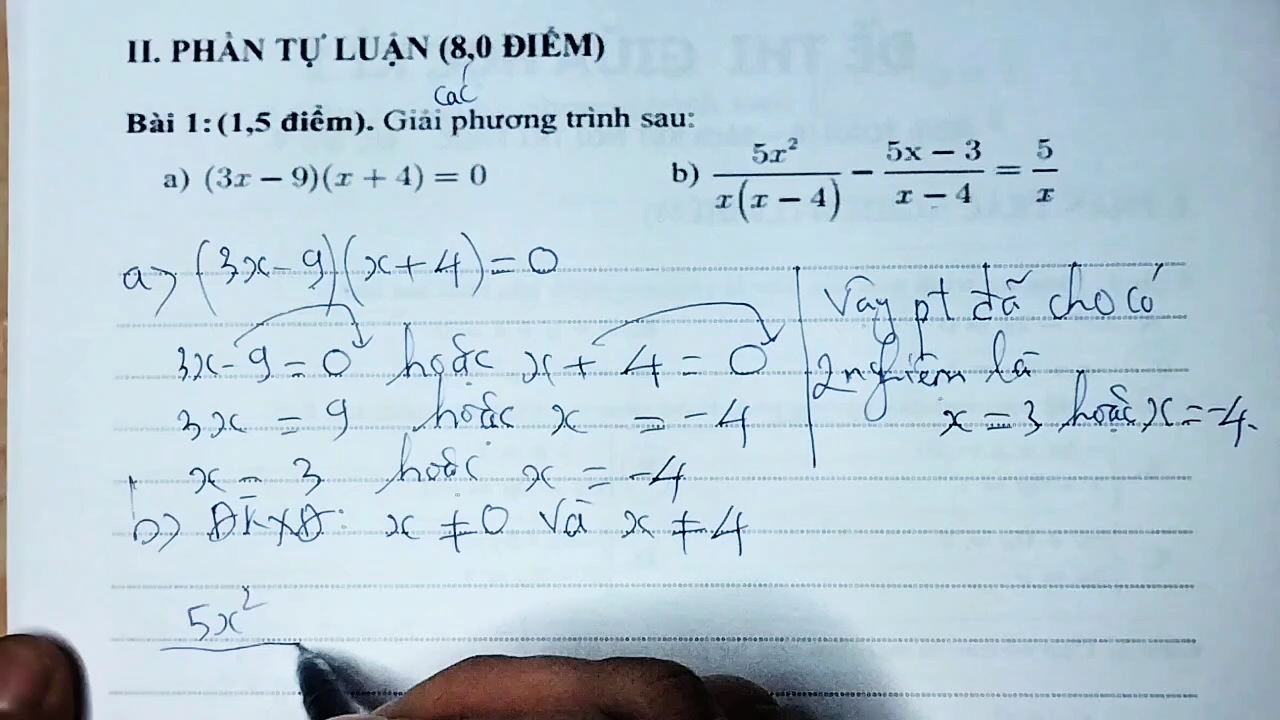 II. PHẦN TỰ LUẬN (8,0 ĐIỂM)
các
Bài 1: (1,5 điểm). Giải phương trình sau:
a) (3x − 9)(x + 4) = 0
b) 5x²/x(x − 4) − 5x − 3/x − 4 = 5/x
a) (3x − 9)(x + 4) = 0
3x − 9 = 0 hoặc x + 4 = 0
3x = 9 hoặc x = −4
x = 3 hoặc x = −4
Vậy pt đã cho có
2 nghiệm là
x = 3 hoặc x = −4.
b) ĐKXĐ: x ≠ 0 và x ≠ 4
5x²